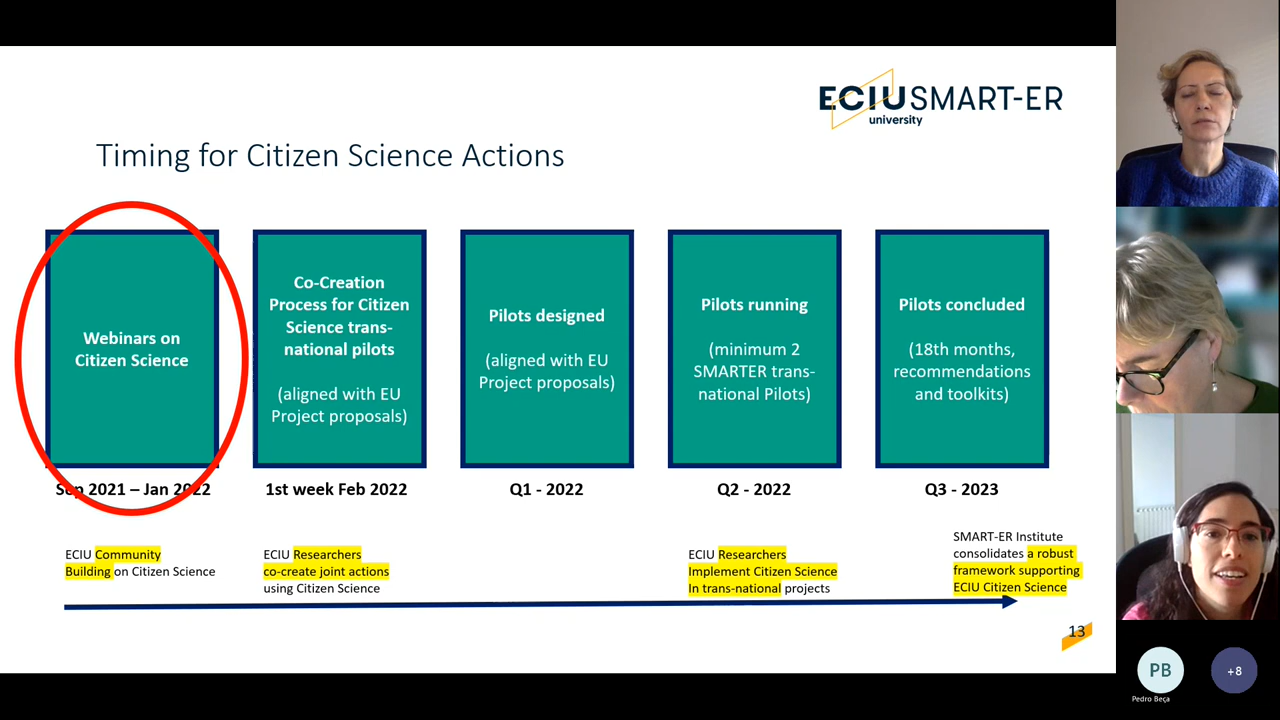 ECIU SMART-ER
university
Timing for Citizen Science Actions
Webinars on
Citizen Science
Sep 2021 – Jan 2022
Co-Creation
Process for Citizen
Science trans-
national pilots
(aligned with EU
Project proposals)
1st week Feb 2022
Pilots designed
(aligned with EU
Project proposals)
Q1 - 2022
Pilots running
(minimum 2
SMARTER trans-
national Pilots)
Q2 - 2022
Pilots concluded
(18th months,
recommendations
and toolkits)
Q3 - 2023
ECIU Community
Building on Citizen Science
ECIU Researchers
co-create joint actions
using Citizen Science
ECIU Researchers
Implement Citizen Science
In trans-national projects
SMART-ER Institute
consolidates a robust
framework supporting
ECIU Citizen Science
13
PB
Pedro Beça
+8